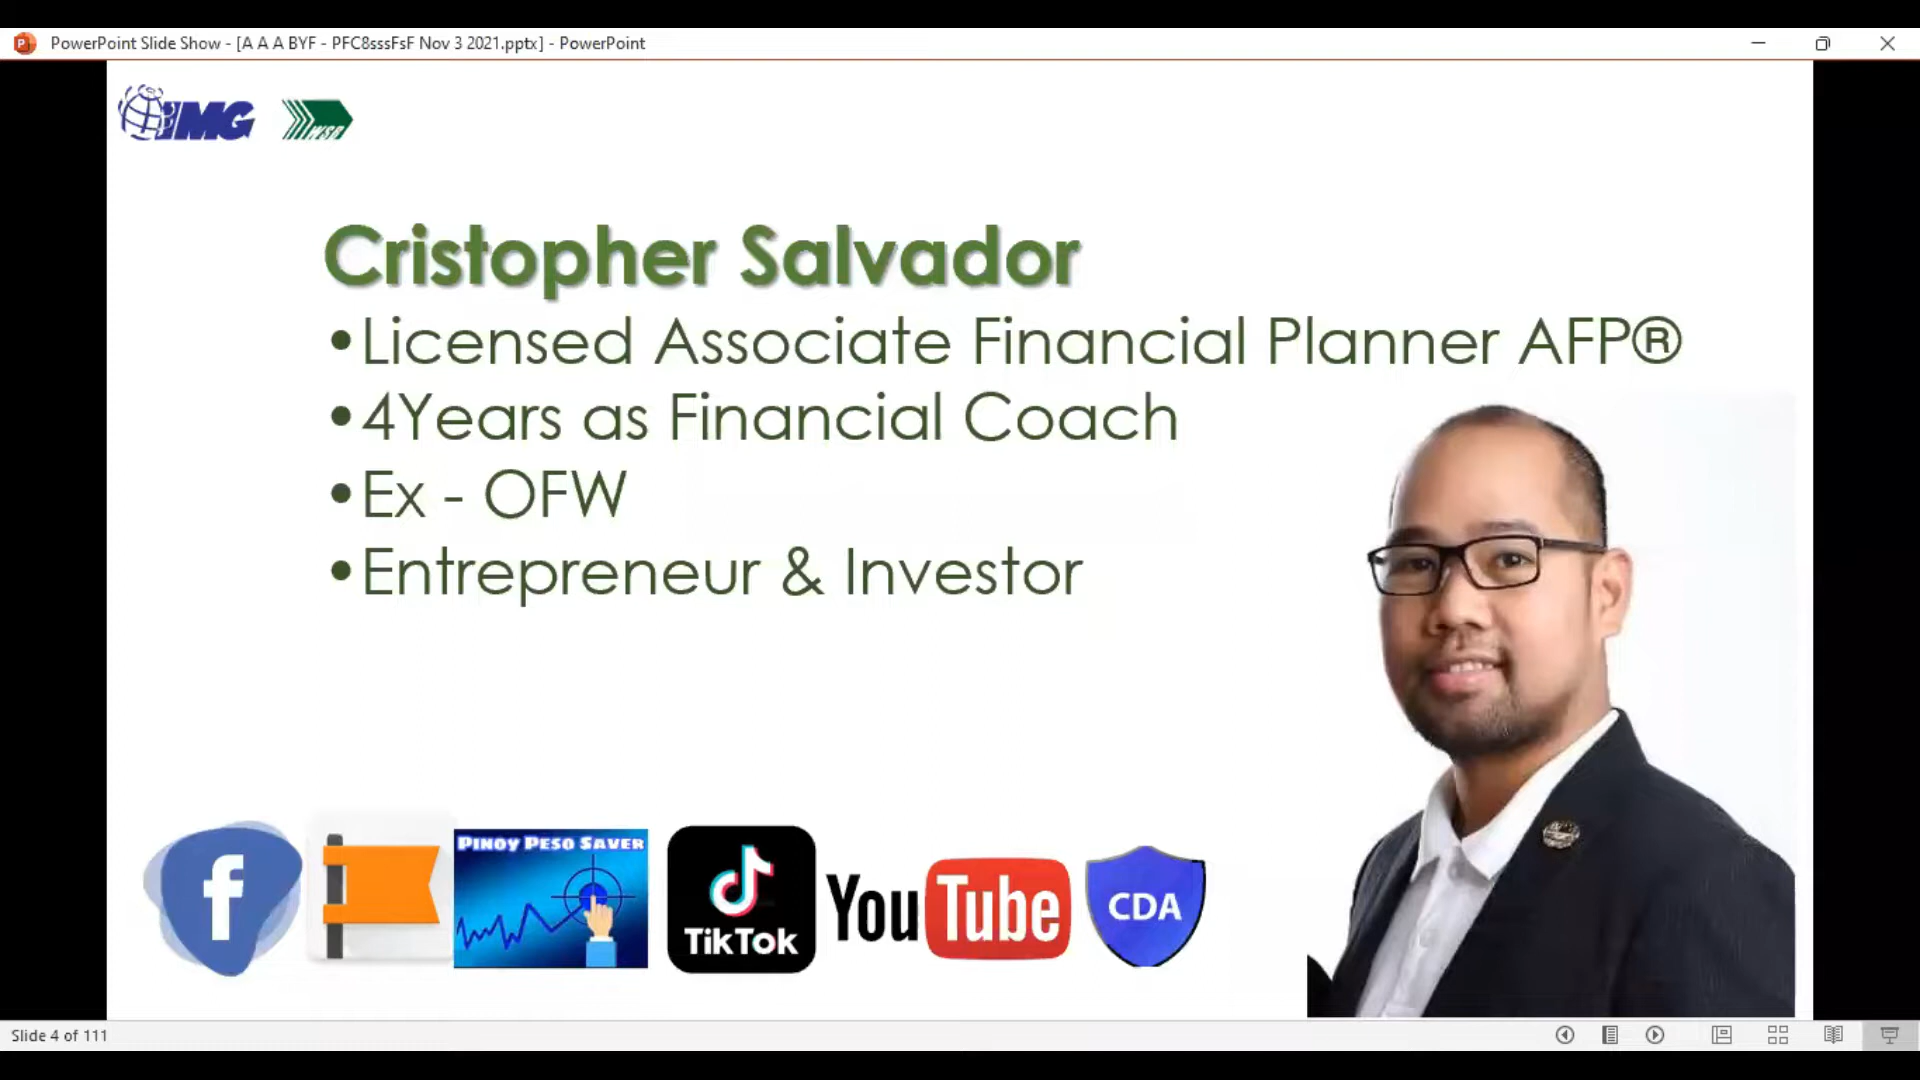 PowerPoint Slide Show - [A A A BYF - PFC8sssFsF Nov 3 2021.pptx] - PowerPoint
IMG WSB
Cristopher Salvador
•Licensed Associate Financial Planner AFP®
•4Years as Financial Coach
•Ex - OFW
•Entrepreneur & Investor
PINOY PESO SAVER
f
TikTok
YouTube
CDA
Slide 4 of 111